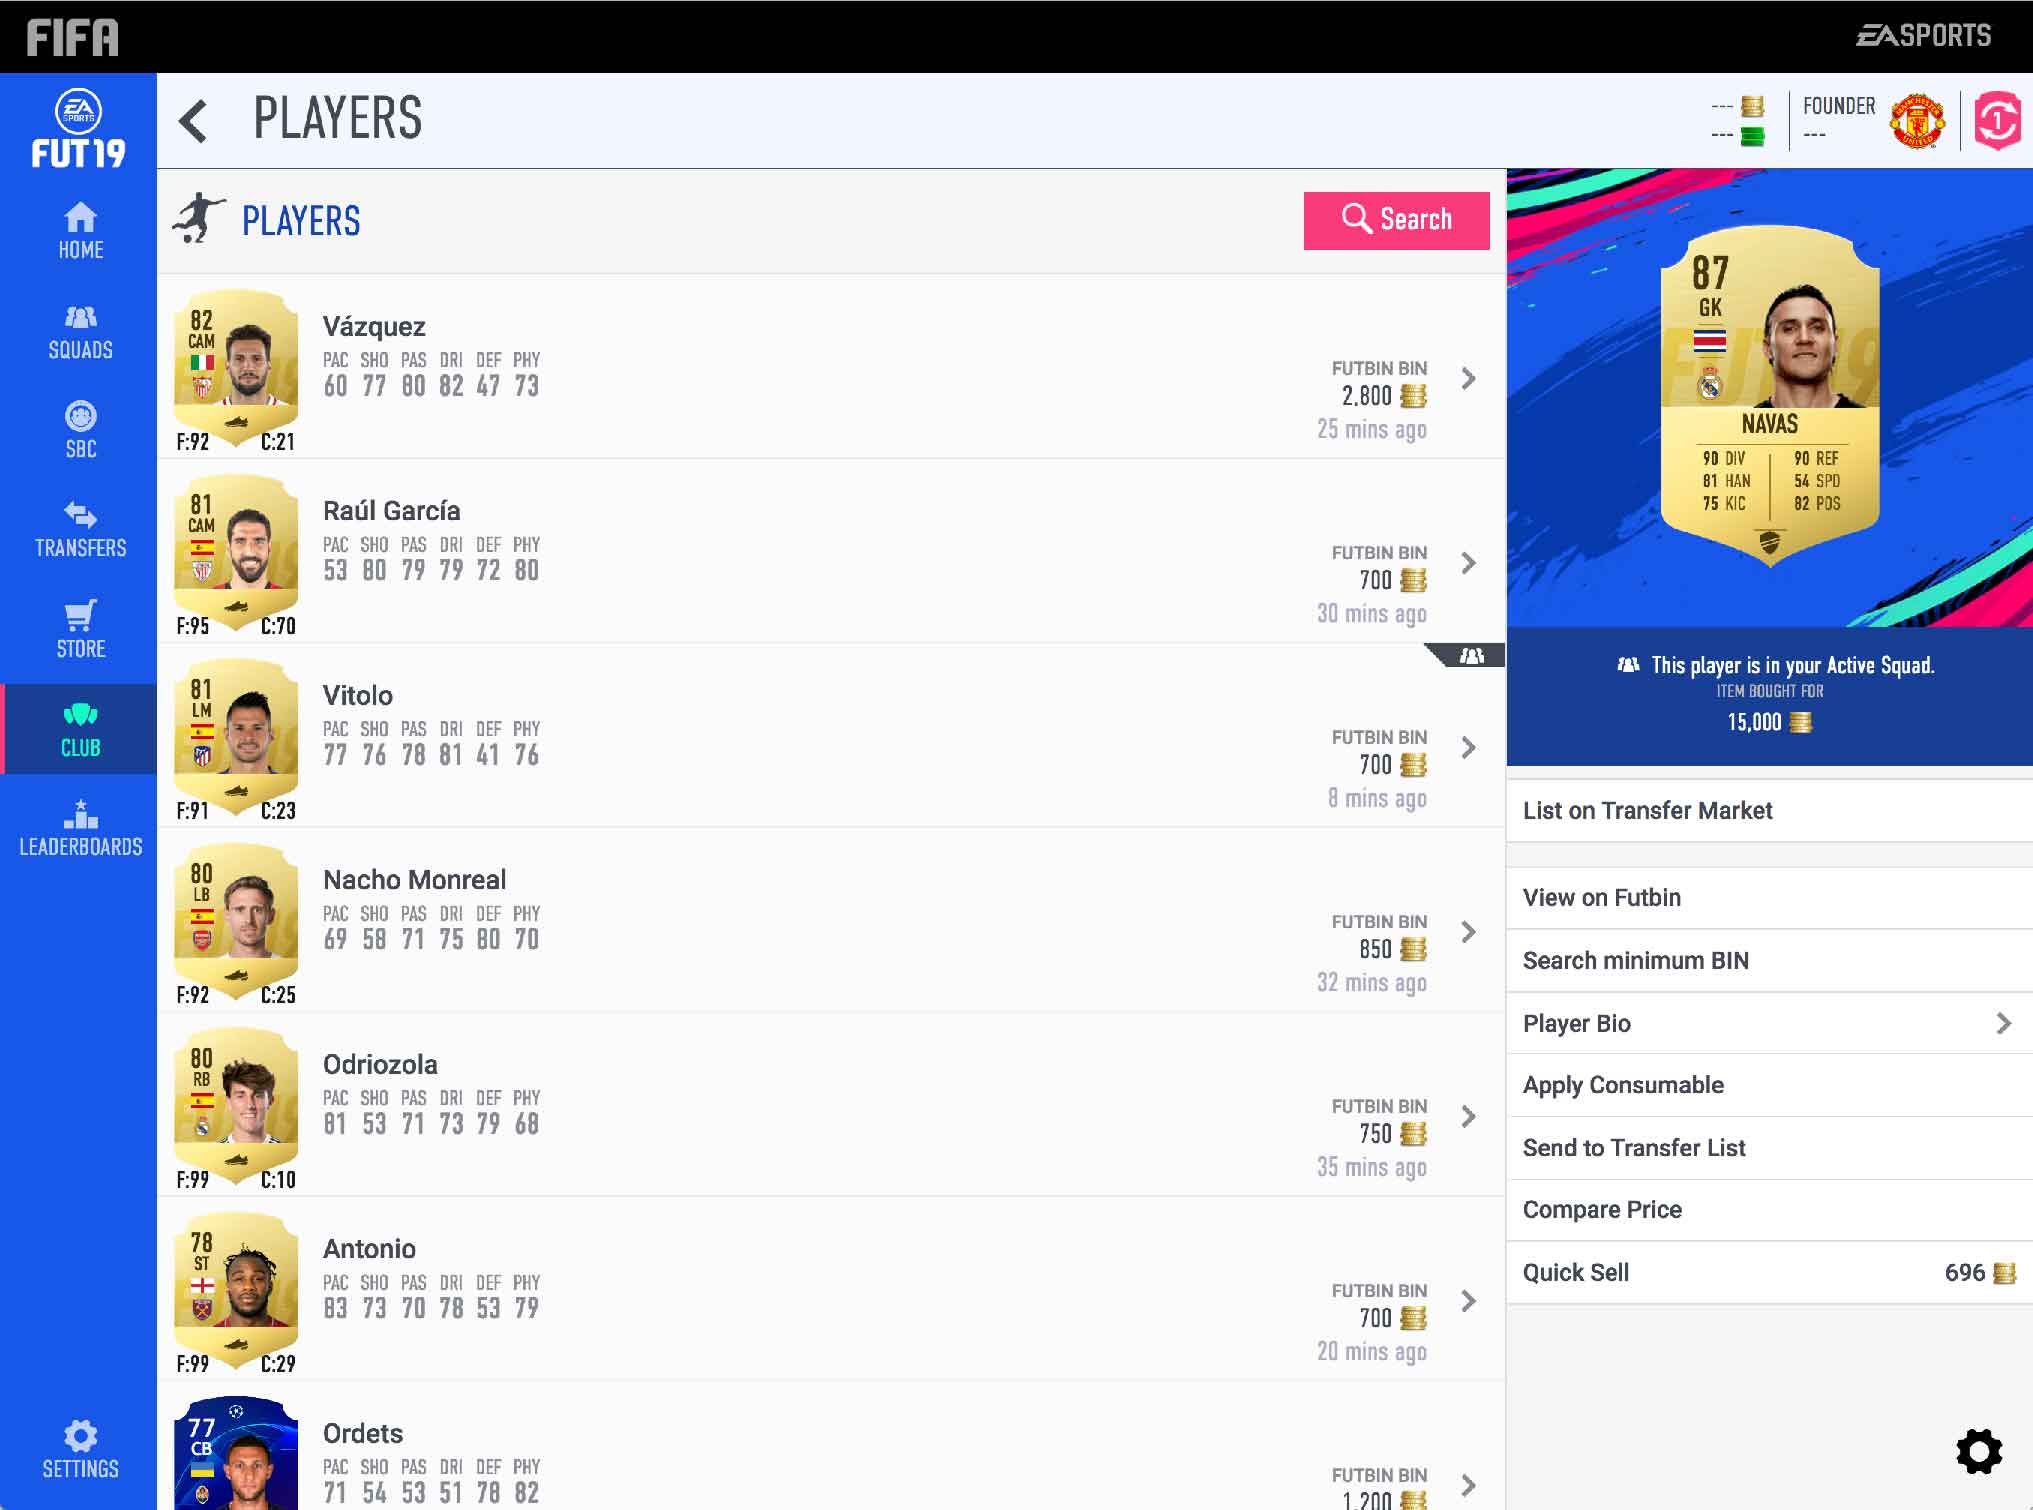 FIFA
EA SPORTS
EA SPORTS
FUT19
HOME
SQUADS
SBC
TRANSFERS
STORE
CLUB
LEADERBOARDS
SETTINGS
PLAYERS
---
---
FOUNDER
---
1
PLAYERS
Search
82
CAM
F:92 C:21
Vázquez
PAC SHO PAS DRI DEF PHY
60 77 80 82 47 73
FUTBIN BIN
2,800
25 mins ago
81
CAM
F:95 C:70
Raúl García
PAC SHO PAS DRI DEF PHY
53 80 79 79 72 80
FUTBIN BIN
700
30 mins ago
81
LM
F:91 C:23
Vitolo
PAC SHO PAS DRI DEF PHY
77 76 78 81 41 76
FUTBIN BIN
700
8 mins ago
80
LB
F:92 C:25
Nacho Monreal
PAC SHO PAS DRI DEF PHY
69 58 71 75 80 70
FUTBIN BIN
850
32 mins ago
80
RB
F:99 C:10
Odriozola
PAC SHO PAS DRI DEF PHY
81 53 71 73 79 68
FUTBIN BIN
750
35 mins ago
78
ST
F:99 C:29
Antonio
PAC SHO PAS DRI DEF PHY
83 73 70 78 53 79
FUTBIN BIN
700
20 mins ago
77
CB
Ordets
PAC SHO PAS DRI DEF PHY
71 54 53 51 78 82
FUTBIN BIN
1,200
87
GK
NAVAS
90 DIV 90 REF
81 HAN 54 SPD
75 KIC 82 POS
This player is in your Active Squad.
ITEM BOUGHT FOR
15,000
List on Transfer Market
View on Futbin
Search minimum BIN
Player Bio
Apply Consumable
Send to Transfer List
Compare Price
Quick Sell 696